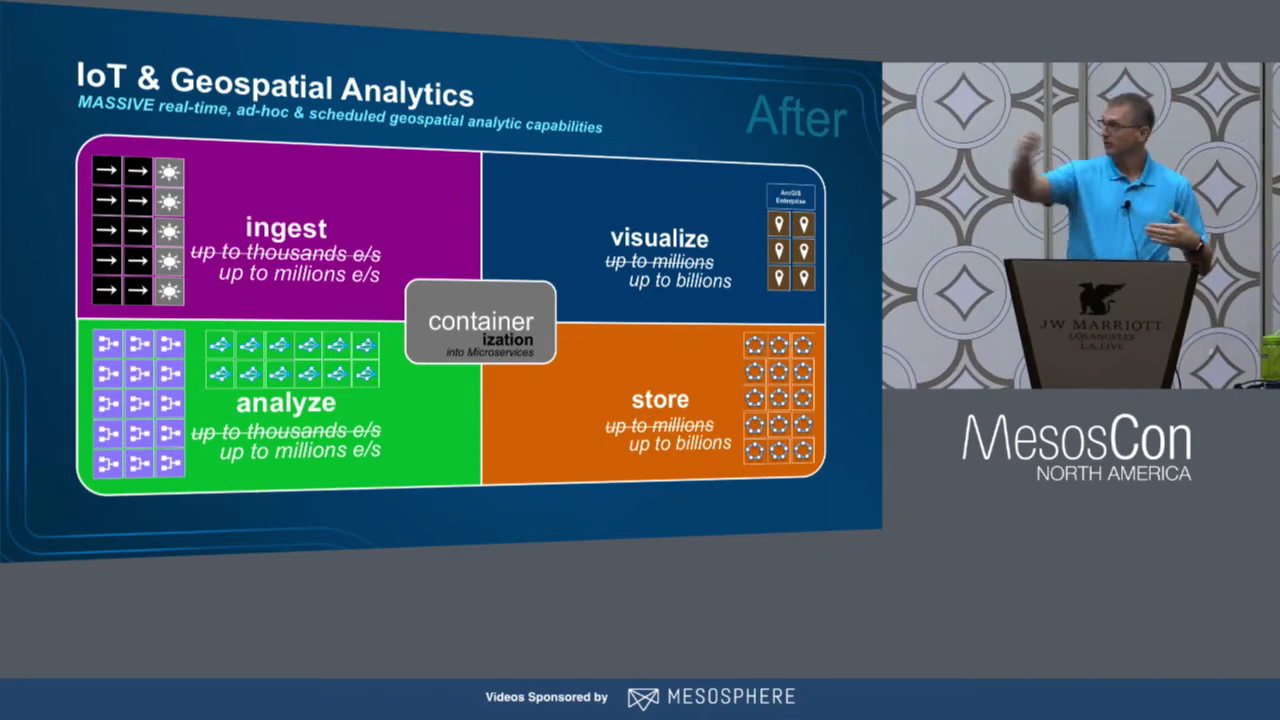 IoT & Geospatial Analytics
MASSIVE real-time, ad-hoc & scheduled geospatial analytic capabilities
After
ingest
up to thousands e/s
up to millions e/s
visualize
up to millions
up to billions
ArcGIS
Enterprise
container
ization
into Microservices
analyze
up to thousands e/s
up to millions e/s
store
up to millions
up to billions
JW MARRIOTT
LOS ANGELES
L.A. LIVE
MesosCon
NORTH AMERICA
Videos Sponsored by
MESOSPHERE